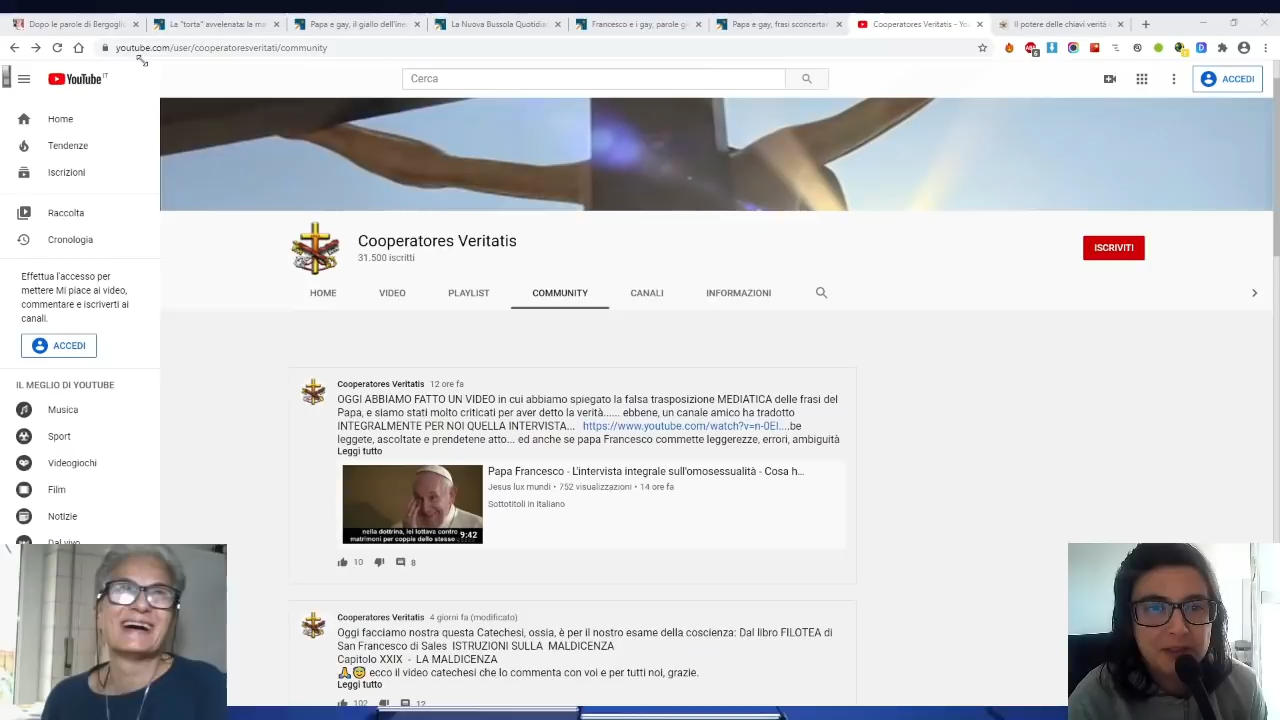 Dopo le parole di Bergoglio
La "torta" avvelenata: la ma
Papa e gay, il giallo dell'ine
La Nuova Bussola Quotidia
Francesco e i gay, parole gi
Papa e gay, frasi sconcertan
Cooperatores Veritatis - Yo
Il potere delle chiavi verità
youtube.com/user/cooperatoresveritati/community
YouTube IT
Cerca
ACCEDI
Home
Tendenze
Iscrizioni
Raccolta
Cronologia
Effettua l'accesso per
mettere Mi piace ai video,
commentare e iscriverti ai
canali.
ACCEDI
IL MEGLIO DI YOUTUBE
Musica
Sport
Videogiochi
Film
Notizie
Dal vivo
Cooperatores Veritatis
31.500 iscritti
ISCRIVITI
HOME
VIDEO
PLAYLIST
COMMUNITY
CANALI
INFORMAZIONI
Cooperatores Veritatis 12 ore fa
OGGI ABBIAMO FATTO UN VIDEO in cui abbiamo spiegato la falsa trasposizione MEDIATICA delle frasi del
Papa, e siamo stati molto criticati per aver detto la verità...... ebbene, un canale amico ha tradotto
INTEGRALMENTE PER NOI QUELLA INTERVISTA... https://www.youtube.com/watch?v=n-0EI....be
leggete, ascoltate e prendetene atto... ed anche se papa Francesco commette leggerezze, errori, ambiguità
Leggi tutto
Papa Francesco - L'intervista integrale sull'omosessualità - Cosa h...
Jesus lux mundi • 752 visualizzazioni • 14 ore fa
Sottotitoli in italiano
nella dottrina, lei lottava contro
matrimoni per coppie dello stesso
9:42
10
8
Cooperatores Veritatis 4 giorni fa (modificato)
Oggi facciamo nostra questa Catechesi, ossia, è per il nostro esame della coscienza: Dal libro FILOTEA di
San Francesco di Sales ISTRUZIONI SULLA MALDICENZA
Capitolo XXIX - LA MALDICENZA
🙏😇 ecco il video catechesi che lo commenta con voi e per tutti noi, grazie.
Leggi tutto
102
12